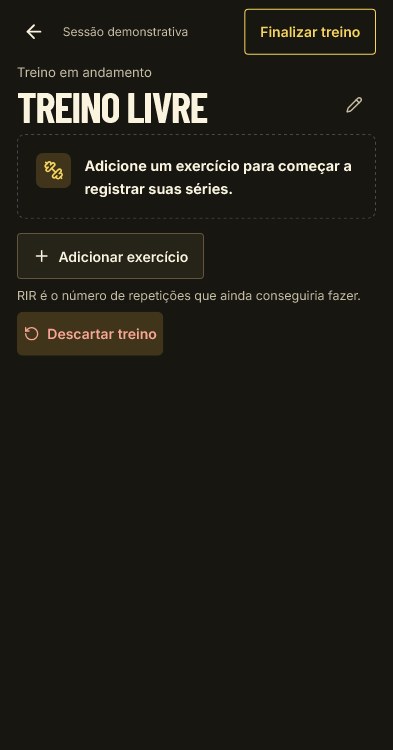 Sessão demonstrativa
Finalizar treino
Treino em andamento
TREINO LIVRE
Adicione um exercício para começar a
registrar suas séries.
Adicionar exercício
RIR é o número de repetições que ainda conseguiria fazer.
Descartar treino